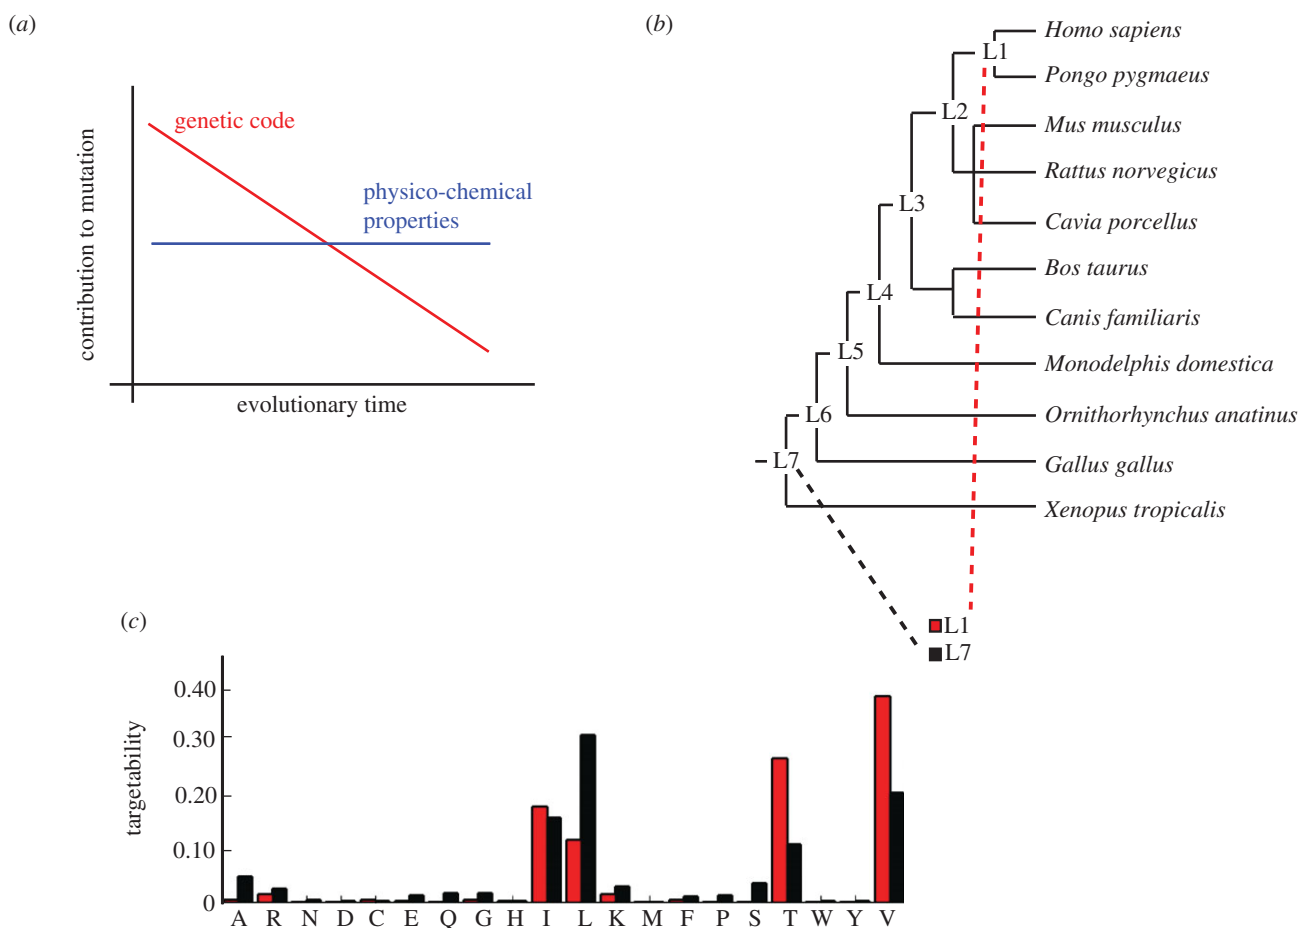 (a)
contribution to mutation
genetic code
physico-chemical
properties
evolutionary time
(b)
Homo sapiens
L1
Pongo pygmaeus
L2
Mus musculus
Rattus norvegicus
L3
Cavia porcellus
Bos taurus
L4
Canis familiaris
L5
Monodelphis domestica
L6
Ornithorhynchus anatinus
L7
Gallus gallus
Xenopus tropicalis
L1
L7
(c)
targetability
0.40
0.30
0.20
0.10
0
A R N D C E Q G H I L K M F P S T W Y V